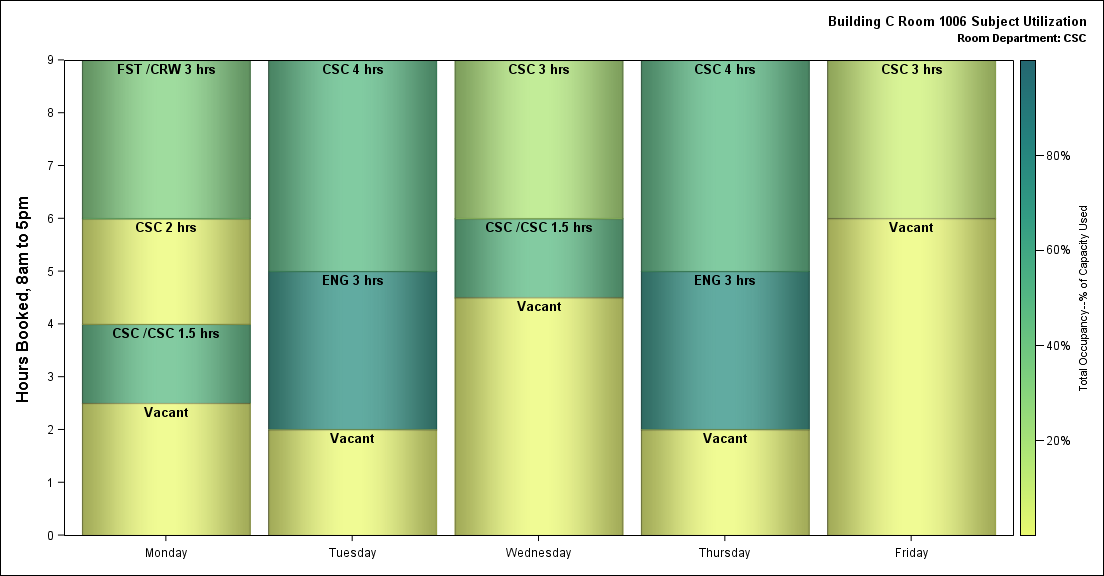 Building C Room 1006 Subject Utilization
Room Department: CSC
Hours Booked, 8am to 5pm
9
8
7
6
5
4
3
2
1
0
FST /CRW 3 hrs
CSC 2 hrs
CSC /CSC 1.5 hrs
Vacant
CSC 4 hrs
ENG 3 hrs
Vacant
CSC 3 hrs
CSC /CSC 1.5 hrs
Vacant
CSC 4 hrs
ENG 3 hrs
Vacant
CSC 3 hrs
Vacant
Monday
Tuesday
Wednesday
Thursday
Friday
80%
60%
40%
20%
Total Occupancy--% of Capacity Used